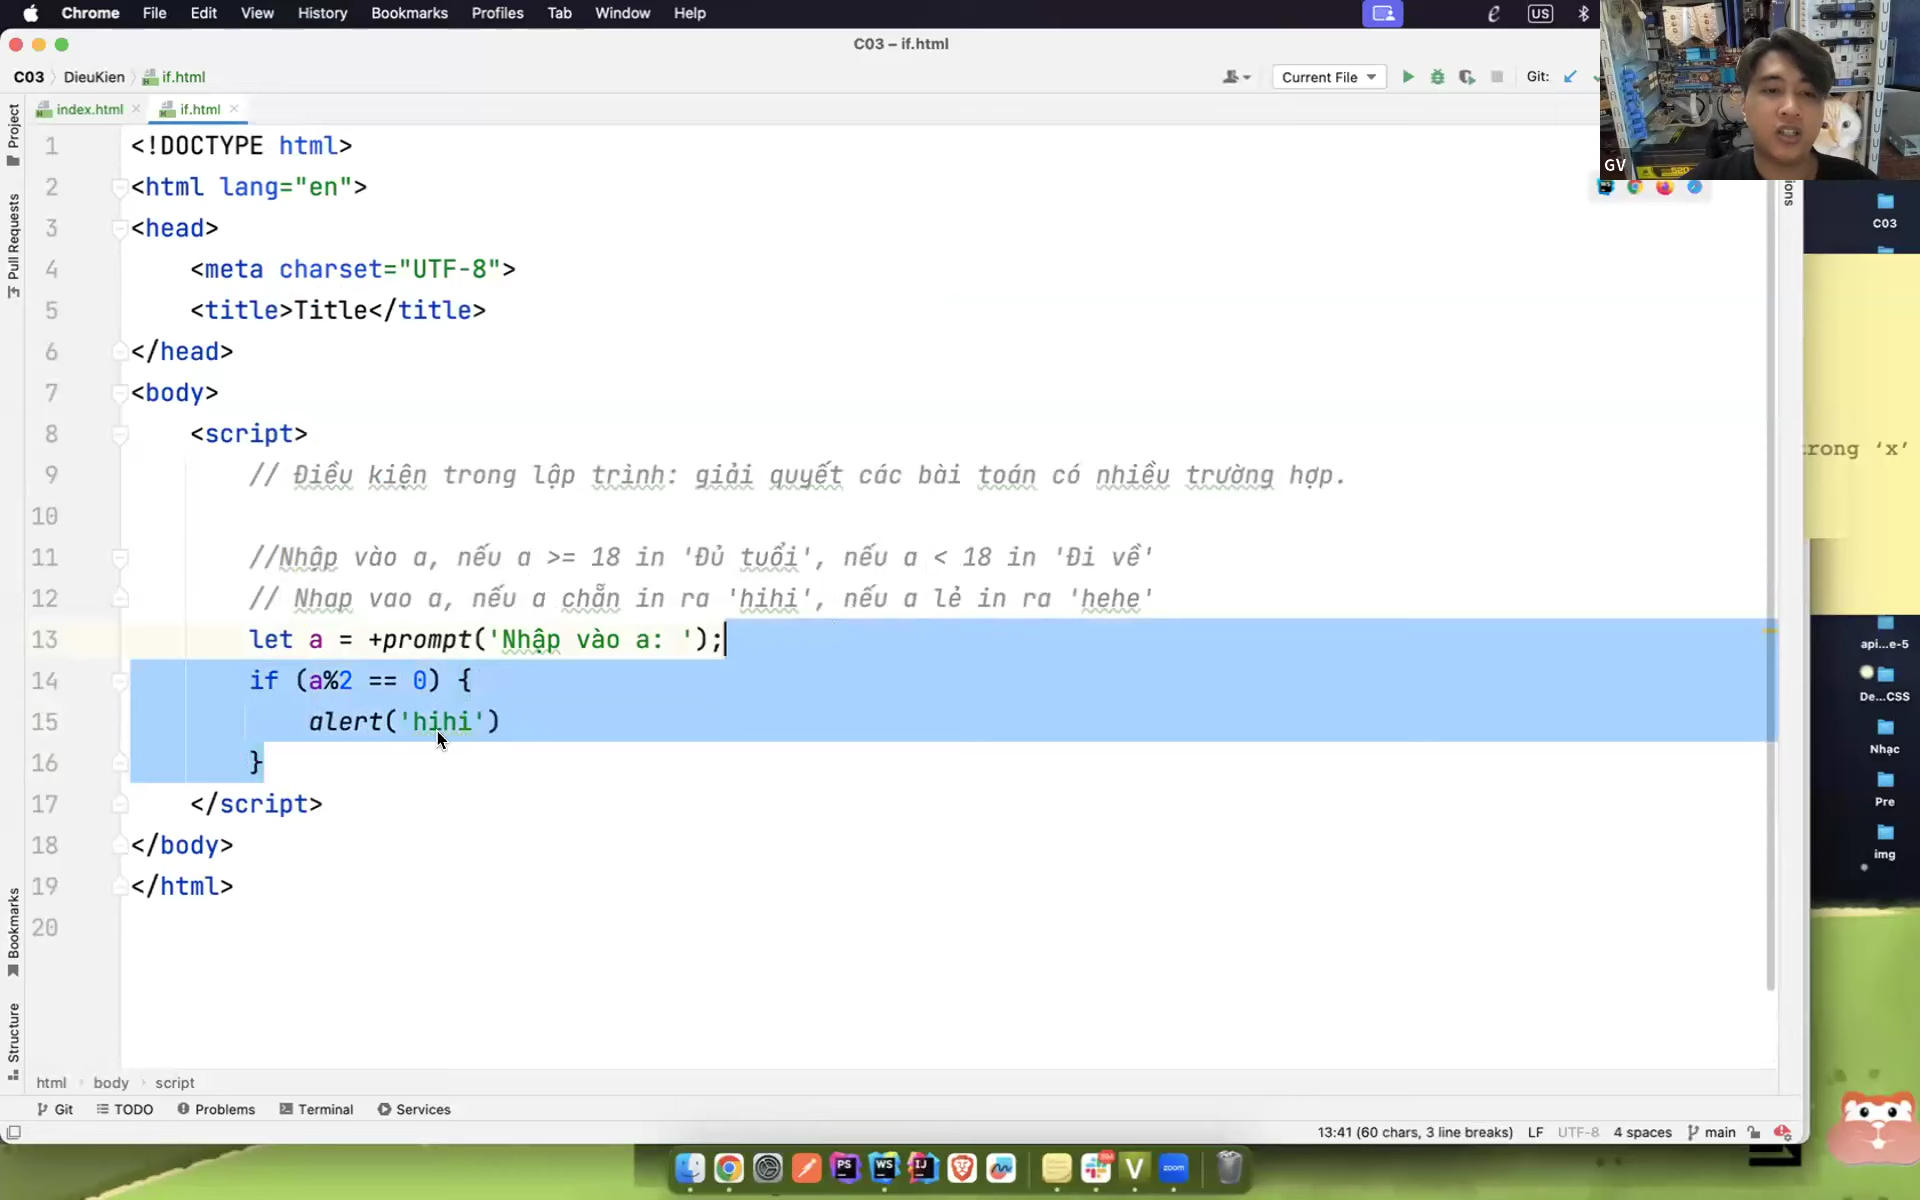 Chrome File Edit View History Bookmarks Profiles Tab Window Help US
C03 – if.html
C03 DieuKien if.html Current File Git:
index.html if.html
Project
Pull Requests
Bookmarks
Structure
1 <!DOCTYPE html>
2 <html lang="en">
3 <head>
4 <meta charset="UTF-8">
5 <title>Title</title>
6 </head>
7 <body>
8 <script>
9 // Điều kiện trong lập trình: giải quyết các bài toán có nhiều trường hợp.
10
11 //Nhập vào a, nếu a >= 18 in 'Đủ tuổi', nếu a < 18 in 'Đi về'
12 // Nhap vao a, nếu a chẵn in ra 'hihi', nếu a lẻ in ra 'hehe'
13 let a = +prompt('Nhập vào a: ');
14 if (a%2 == 0) {
15 alert('hihi')
16 }
17 </script>
18 </body>
19 </html>
20
html body script
Git TODO Problems Terminal Services
13:41 (60 chars, 3 line breaks) LF UTF-8 4 spaces main
GV
C03
trong ‘x’
api...e-5
De...CSS
Nhạc
Pre
img
PS WS IJ V zoom